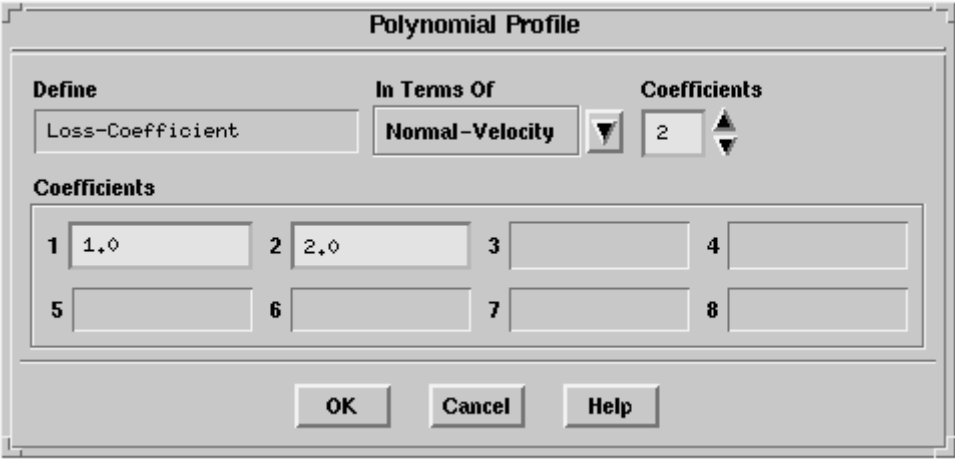 Polynomial Profile
Define In Terms Of Coefficients
Loss-Coefficient Normal-Velocity 2
Coefficients
1 1.0 2 2.0 3 4
5 6 7 8
OK Cancel Help